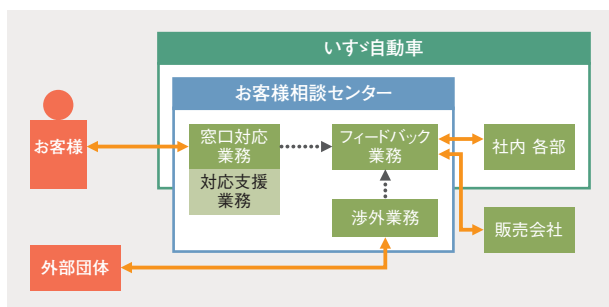 いすゞ自動車
お客様相談センター
お客様
窓口対応
業務
対応支援
業務
フィードバック
業務
社内 各部
渉外業務
販売会社
外部団体